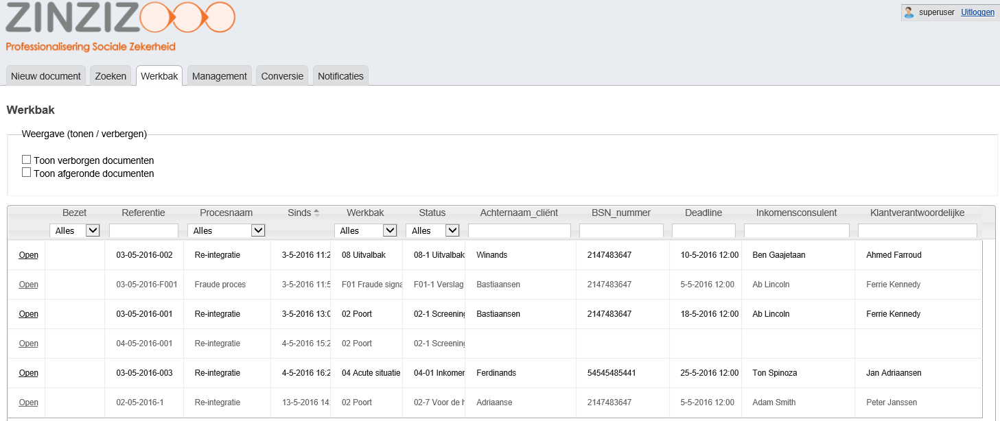 ZINZIZ
Professionalisering Sociale Zekerheid
superuser Uitloggen
Nieuw document Zoeken Werkbak Management Conversie Notificaties
Werkbak
Weergave (tonen / verbergen)
Toon verborgen documenten
Toon afgeronde documenten
Bezet Referentie Procesnaam Sinds Werkbak Status Achternaam_cliënt BSN_nummer Deadline Inkomensconsulent Klantverantwoordelijke
Alles Alles Alles Alles
Open 03-05-2016-002 Re-integratie 3-5-2016 11:2 08 Uitvalbak 08-1 Uitvalbak Winands 2147483647 10-5-2016 12:00 Ben Gaajetaan Ahmed Farroud
Open 03-05-2016-F001 Fraude proces 3-5-2016 11:5 F01 Fraude signa F01-1 Verslag Bastiaansen 2147483647 5-5-2016 12:00 Ab Lincoln Ferrie Kennedy
Open 03-05-2016-001 Re-integratie 3-5-2016 13:0 02 Poort 02-1 Screening Bastiaansen 2147483647 18-5-2016 12:00 Ab Lincoln Ferrie Kennedy
Open 04-05-2016-001 Re-integratie 4-5-2016 15:2 02 Poort 02-1 Screening
Open 03-05-2016-003 Re-integratie 4-5-2016 16:2 04 Acute situatie 04-01 Inkomer Ferdinands 54545485441 25-5-2016 12:00 Ton Spinoza Jan Adriaansen
Open 02-05-2016-1 Re-integratie 13-5-2016 14: 02 Poort 02-7 Voor de h Adriaanse 2147483647 5-5-2016 12:00 Adam Smith Peter Janssen